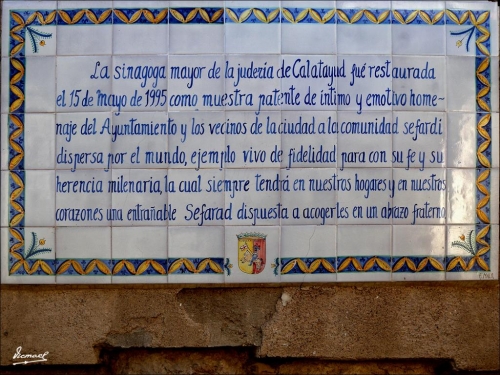 La sinagoga mayor de la judería de Calatayud fué restaurada
el 15 de mayo de 1995 como muestra patente de íntimo y emotivo home-
naje del Ayuntamiento y los vecinos de la ciudad a la comunidad sefardí
dispersa por el mundo, ejemplo vivo de fidelidad para con su fe y su
herencia milenaria, la cual siempre tendrá en nuestros hogares y en nuestros
corazones una entrañable Sefarad dispuesta a acogerles en un abrazo fraterno.